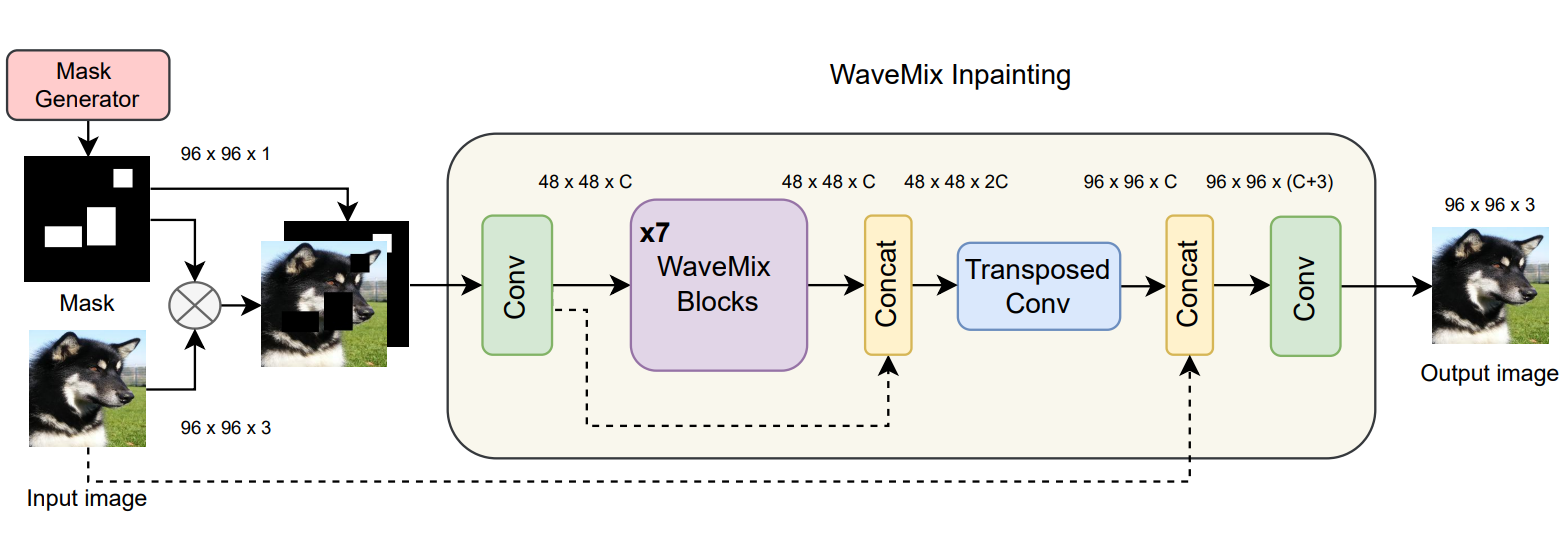 WaveMix Inpainting
Mask
Generator
96 x 96 x 1
Mask
96 x 96 x 3
Input image
48 x 48 x C
48 x 48 x C
48 x 48 x 2C
96 x 96 x C
96 x 96 x (C+3)
Conv
x7
WaveMix
Blocks
Concat
Transposed
Conv
Concat
Conv
96 x 96 x 3
Output image